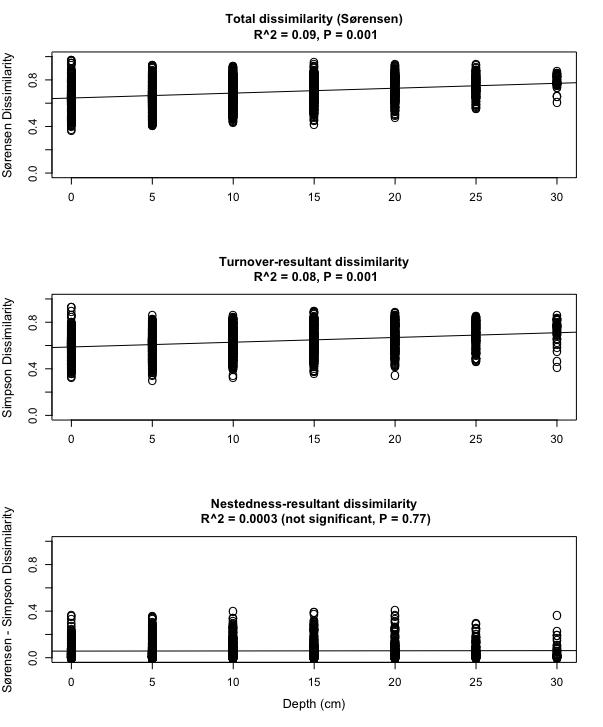 Total dissimilarity (Sørensen)
R^2 = 0.09, P = 0.001
Sørensen Dissimilarity
0.8
0.4
0.0
0 5 10 15 20 25 30
Turnover-resultant dissimilarity
R^2 = 0.08, P = 0.001
Simpson Dissimilarity
0.8
0.4
0.0
0 5 10 15 20 25 30
Nestedness-resultant dissimilarity
R^2 = 0.0003 (not significant, P = 0.77)
Sørensen - Simpson Dissimilarity
0.8
0.4
0.0
0 5 10 15 20 25 30
Depth (cm)